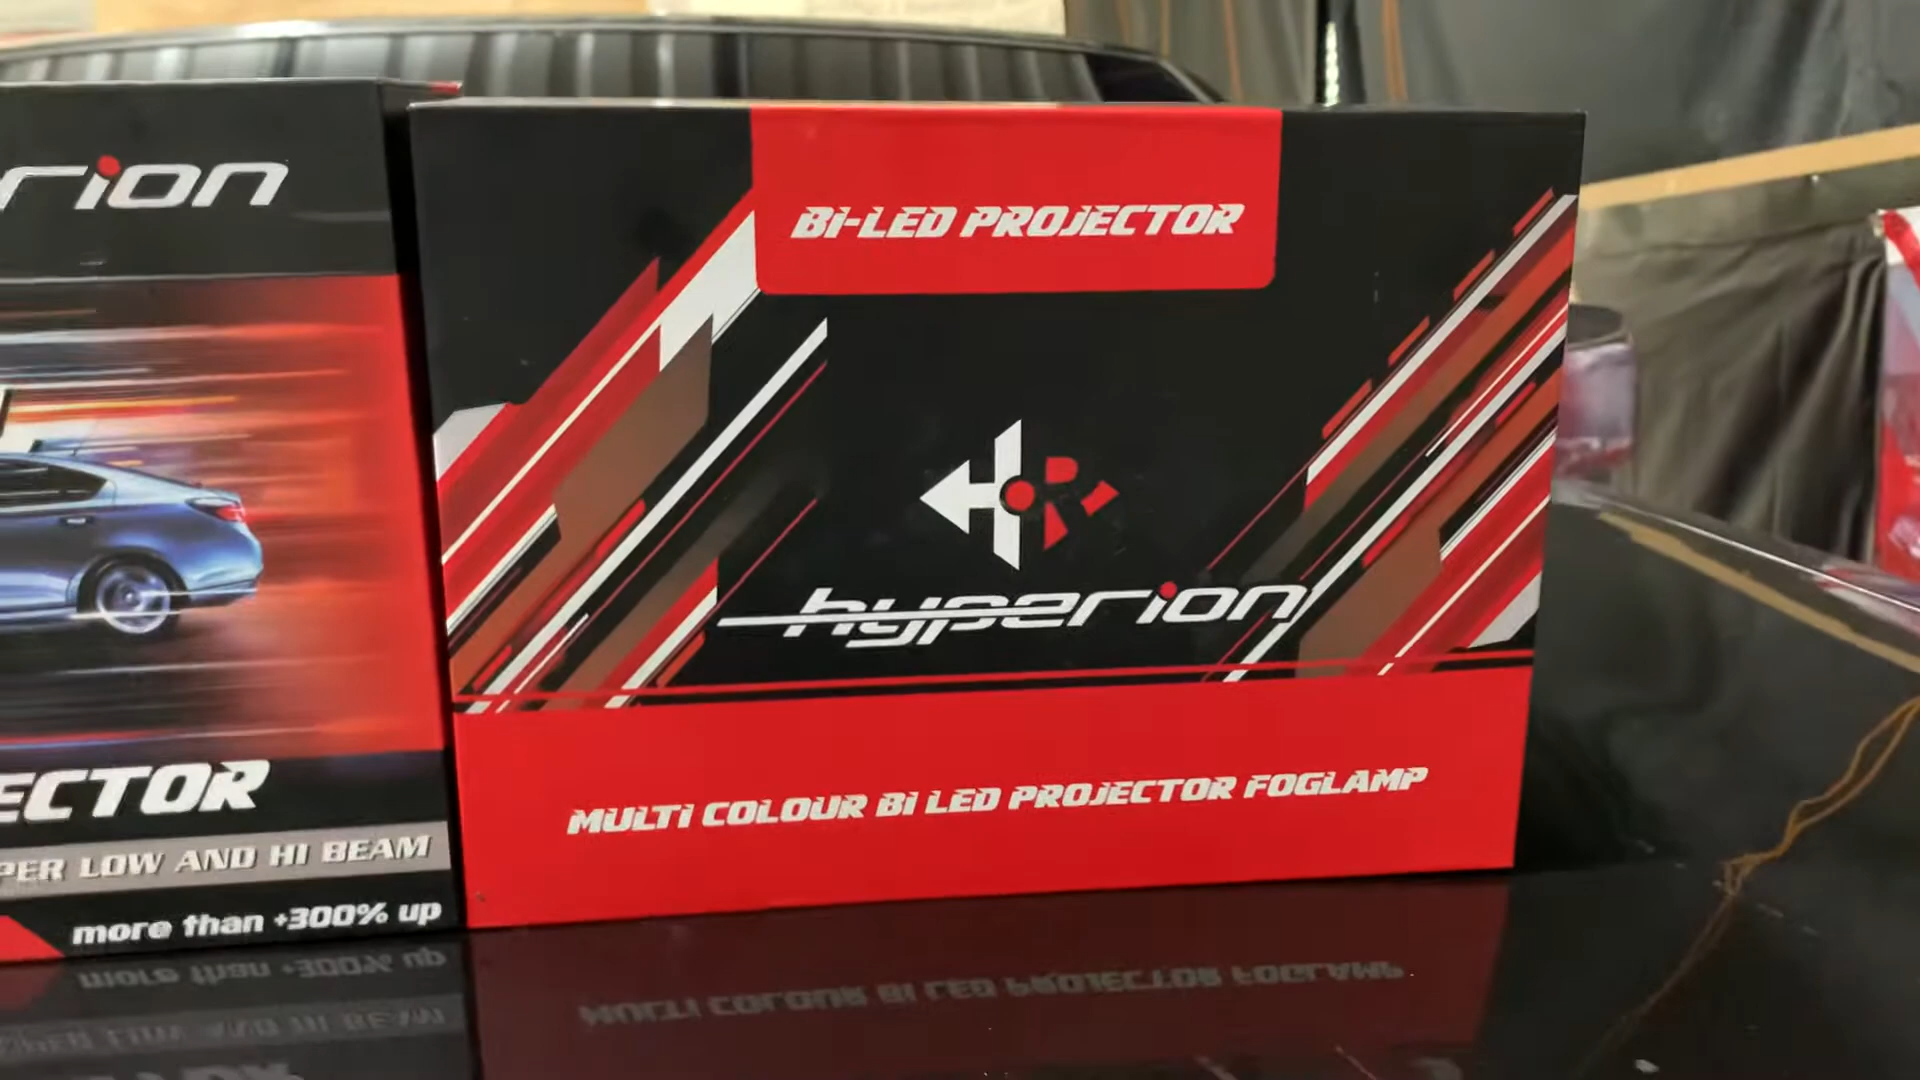 rion
ECTOR
PER LOW AND HI BEAM
more than +300% up
BI-LED PROJECTOR
HR
hyperion
MULTI COLOUR BI LED PROJECTOR FOGLAMP